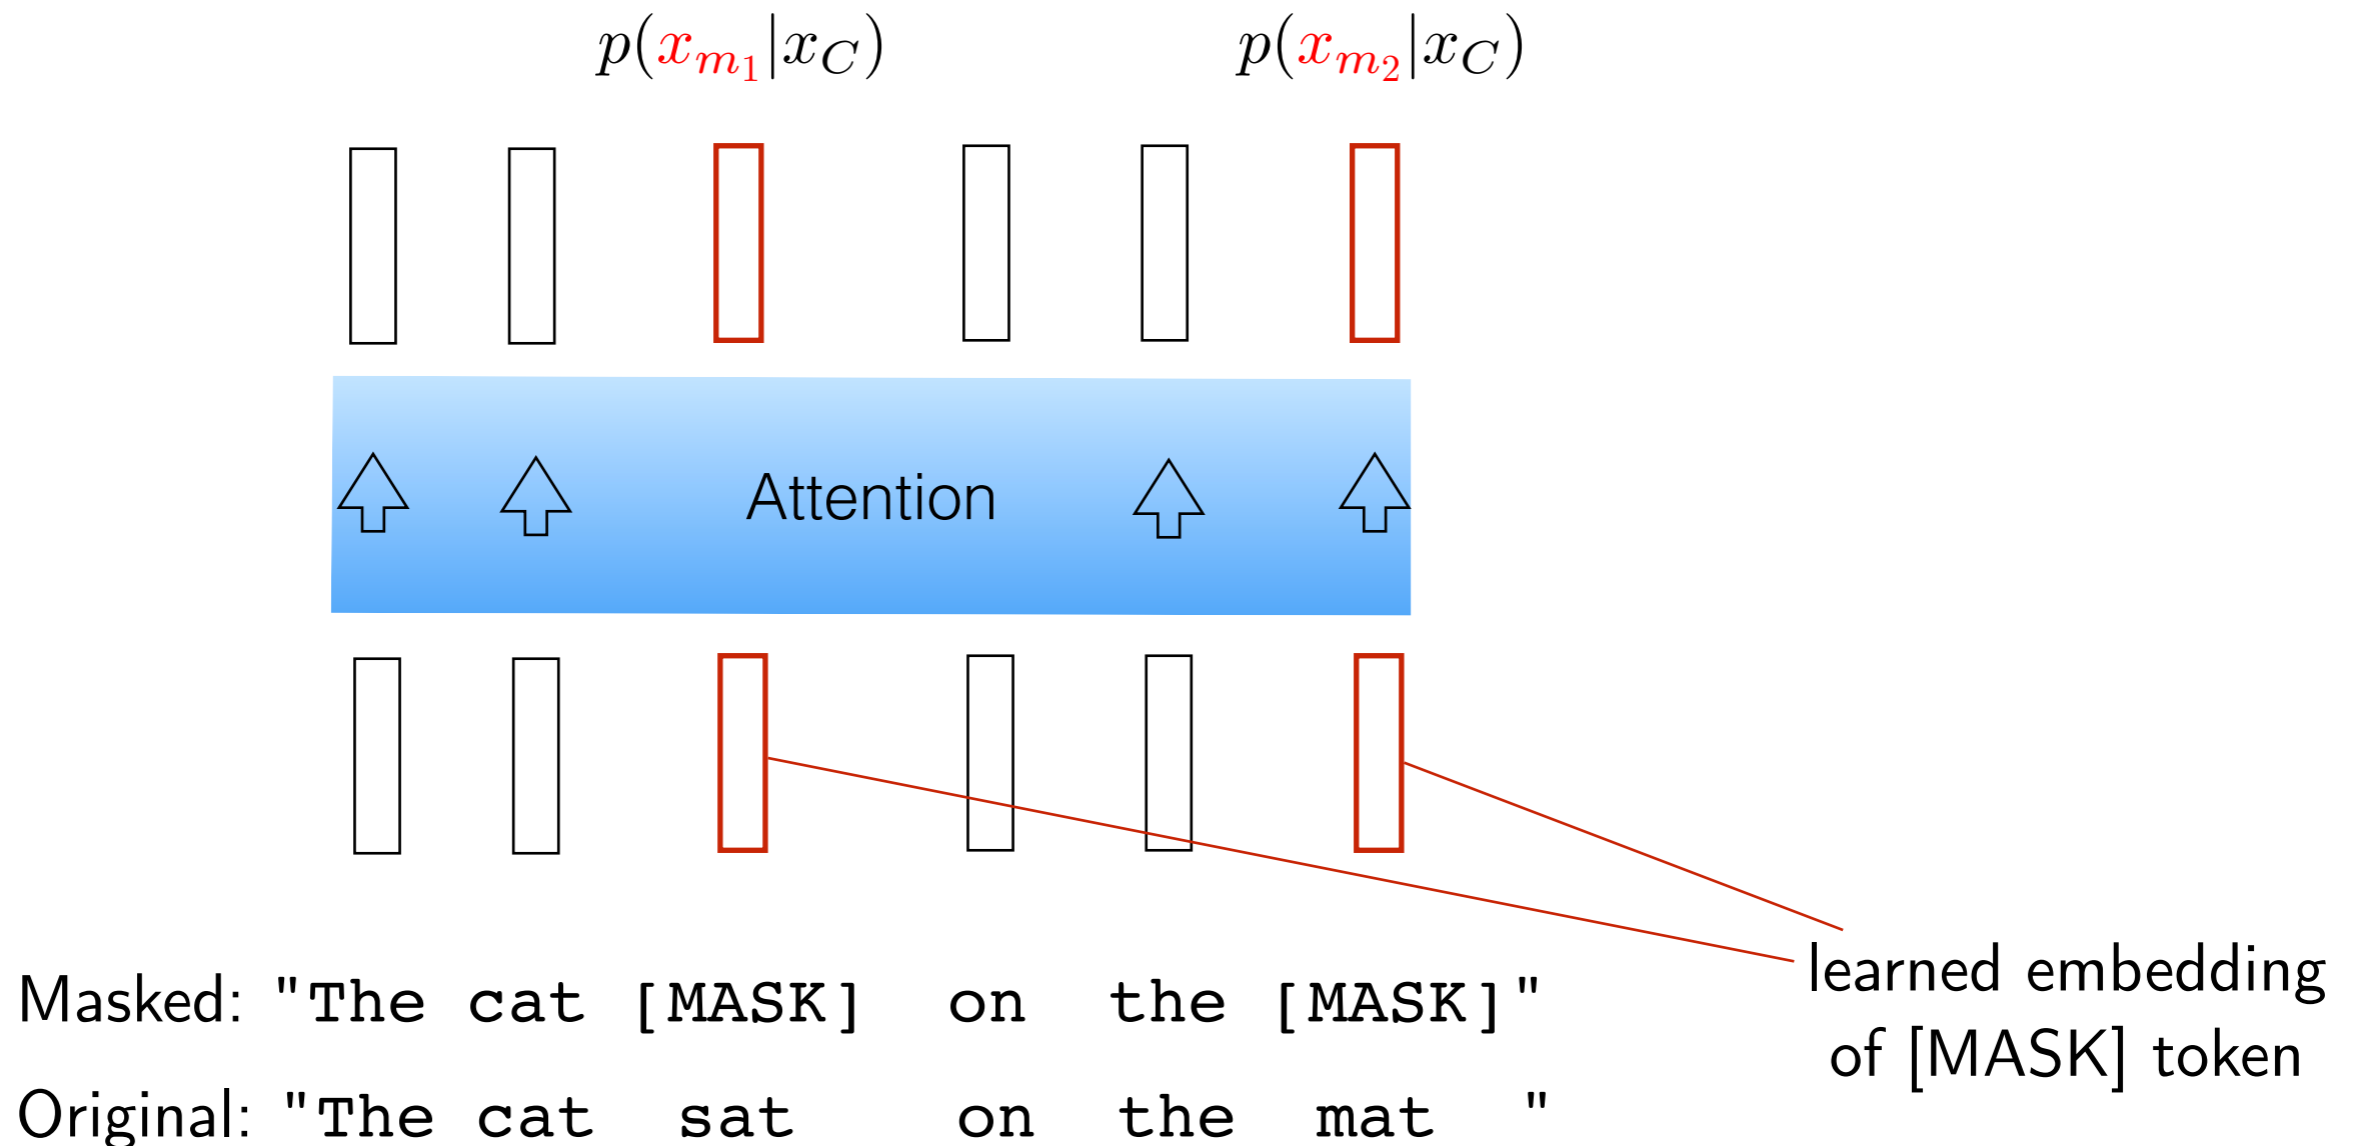 p(x_{m_1}|x_C) p(x_{m_2}|x_C)
Attention
learned embedding
of [MASK] token
Masked: "The cat [MASK] on the [MASK]"
Original: "The cat sat on the mat "